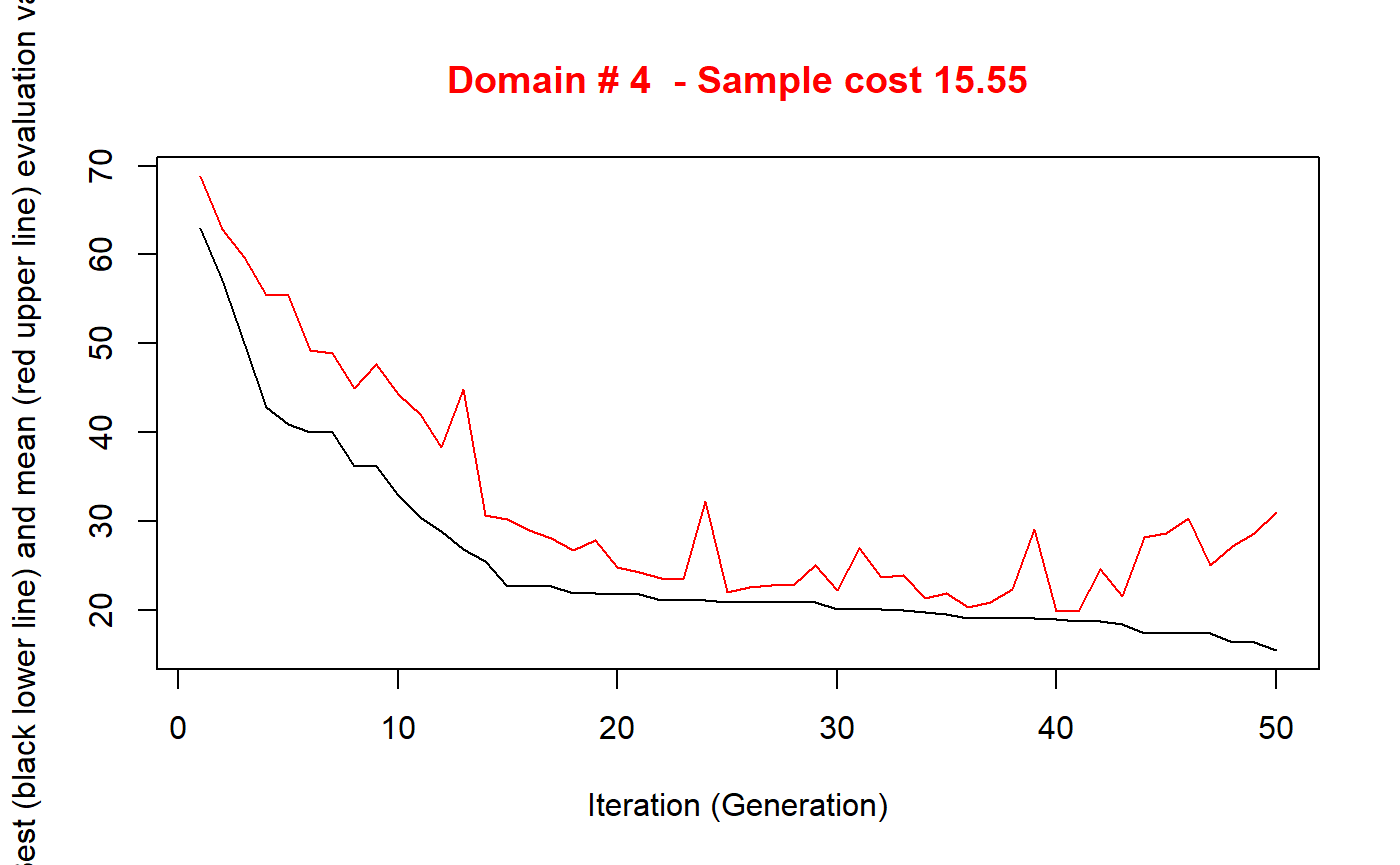 Domain # 4 - Sample cost 15.55
(black lower line) and mean (red upper line) evaluation
70
60
50
40
30
20
0 10 20 30 40 50
Iteration (Generation)